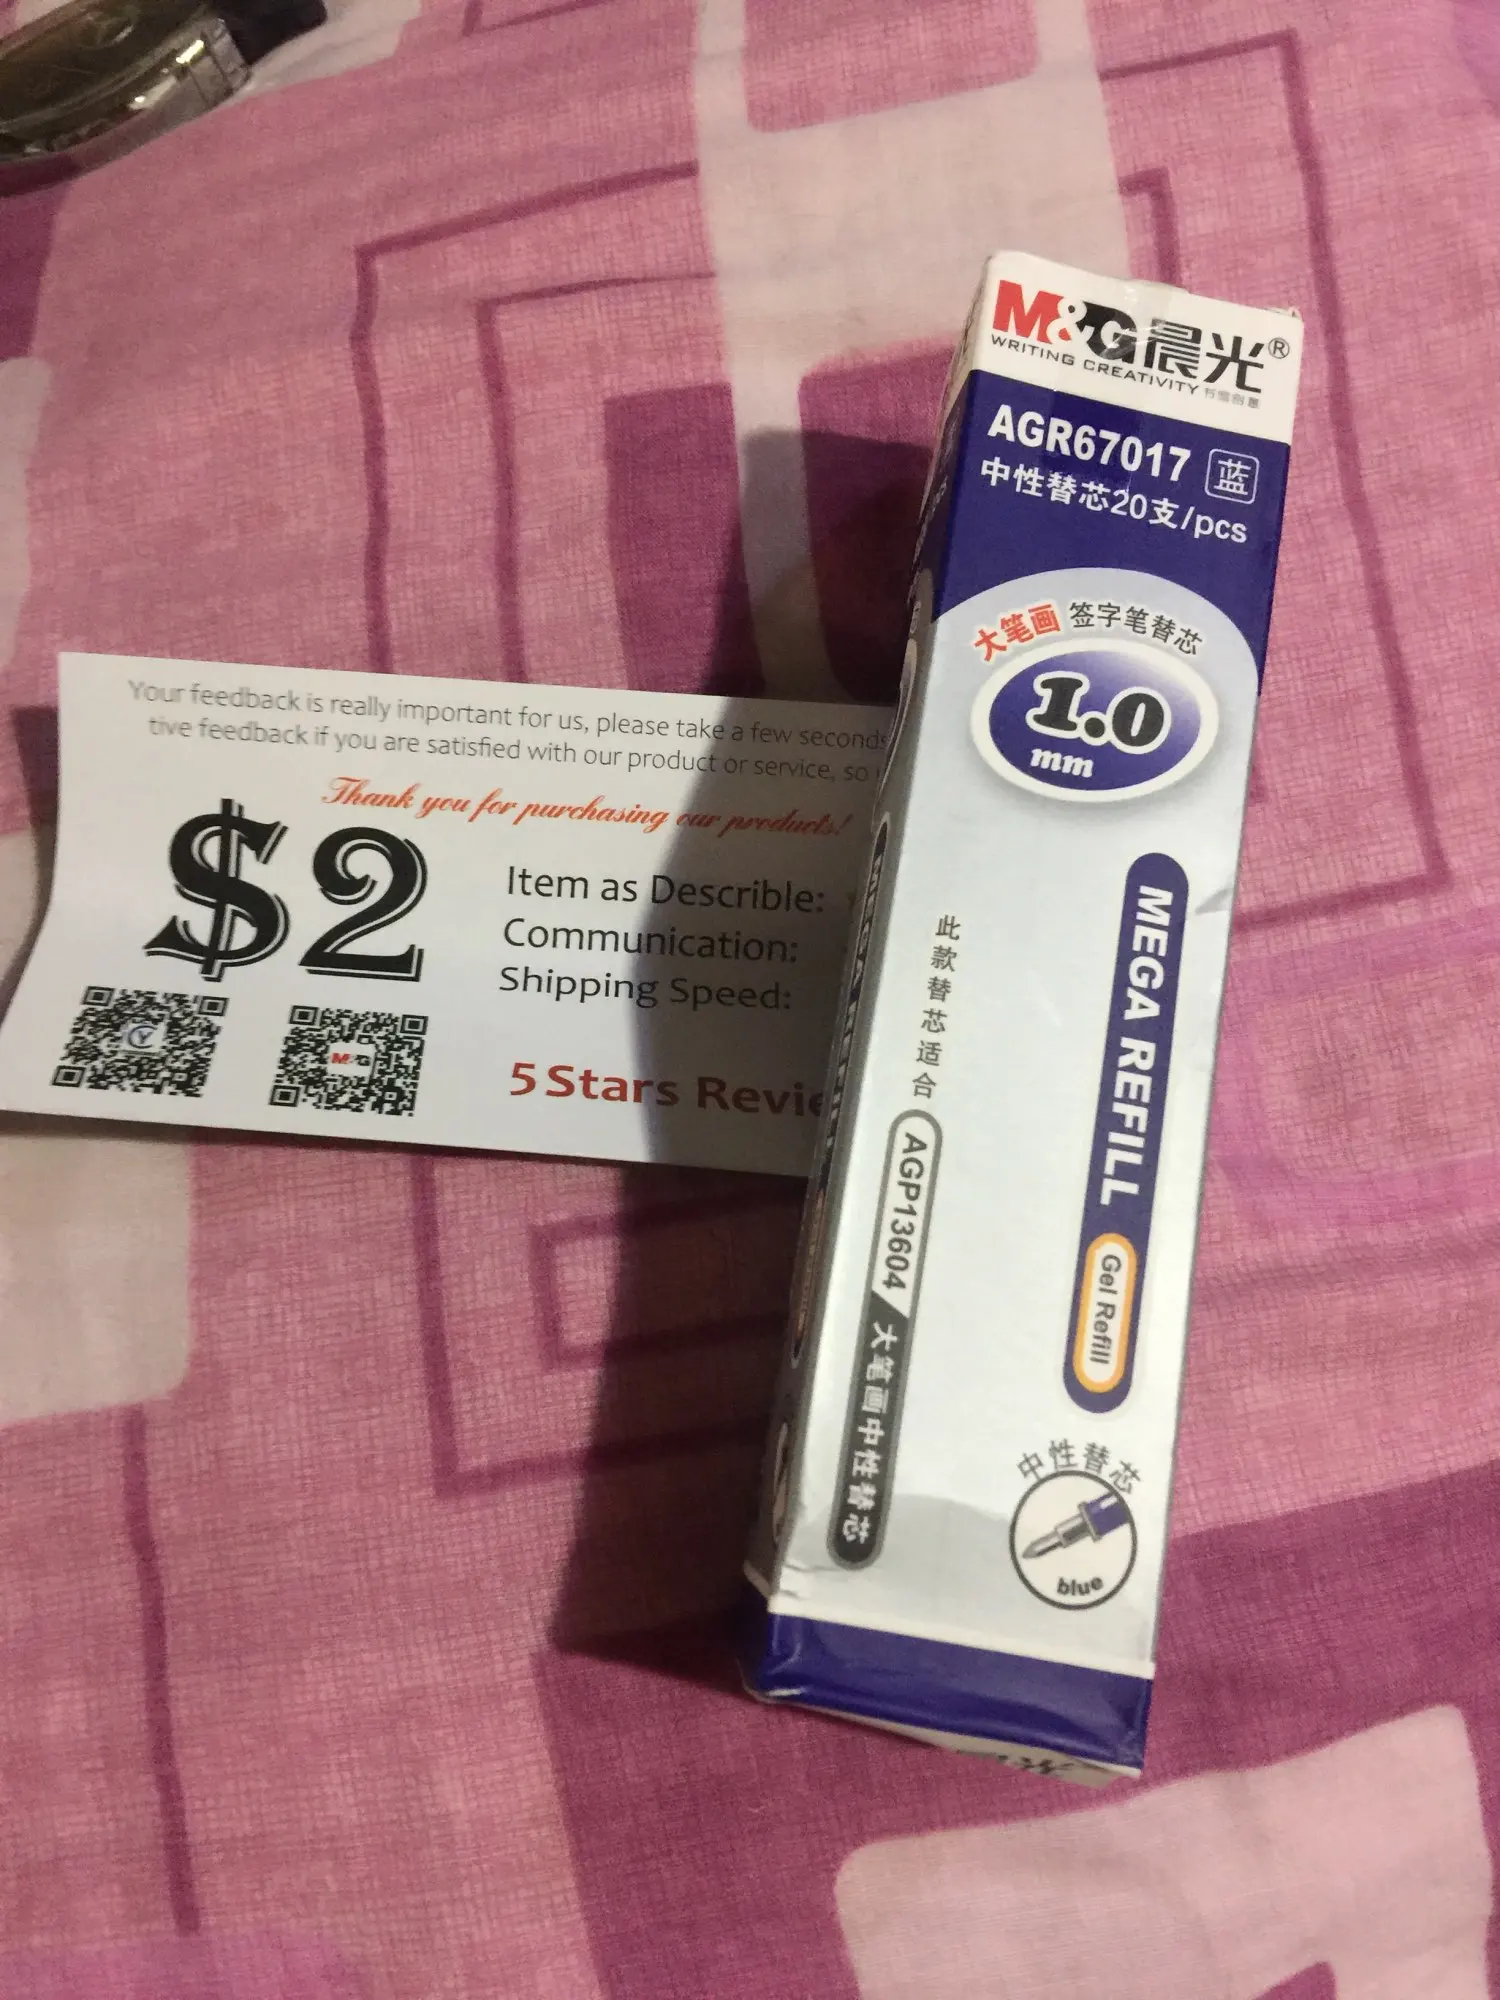 Your feedback is really important for us, please take a few seconds
tive feedback if you are satisfied with our product or service, so
Thank you for purchasing our products!
$2
Item as Describle:
Communication:
Shipping Speed:
5 Stars
CY
M&G
M&G晨光®
WRITING CREATIVITY
AGR67017 蓝
中性替芯20支/pcs
大笔画 签字笔替芯
1.0
mm
MEGA REFILL Gel Refill
此款替芯适合 AGP13604 大笔画中性替芯
中性替芯
blue